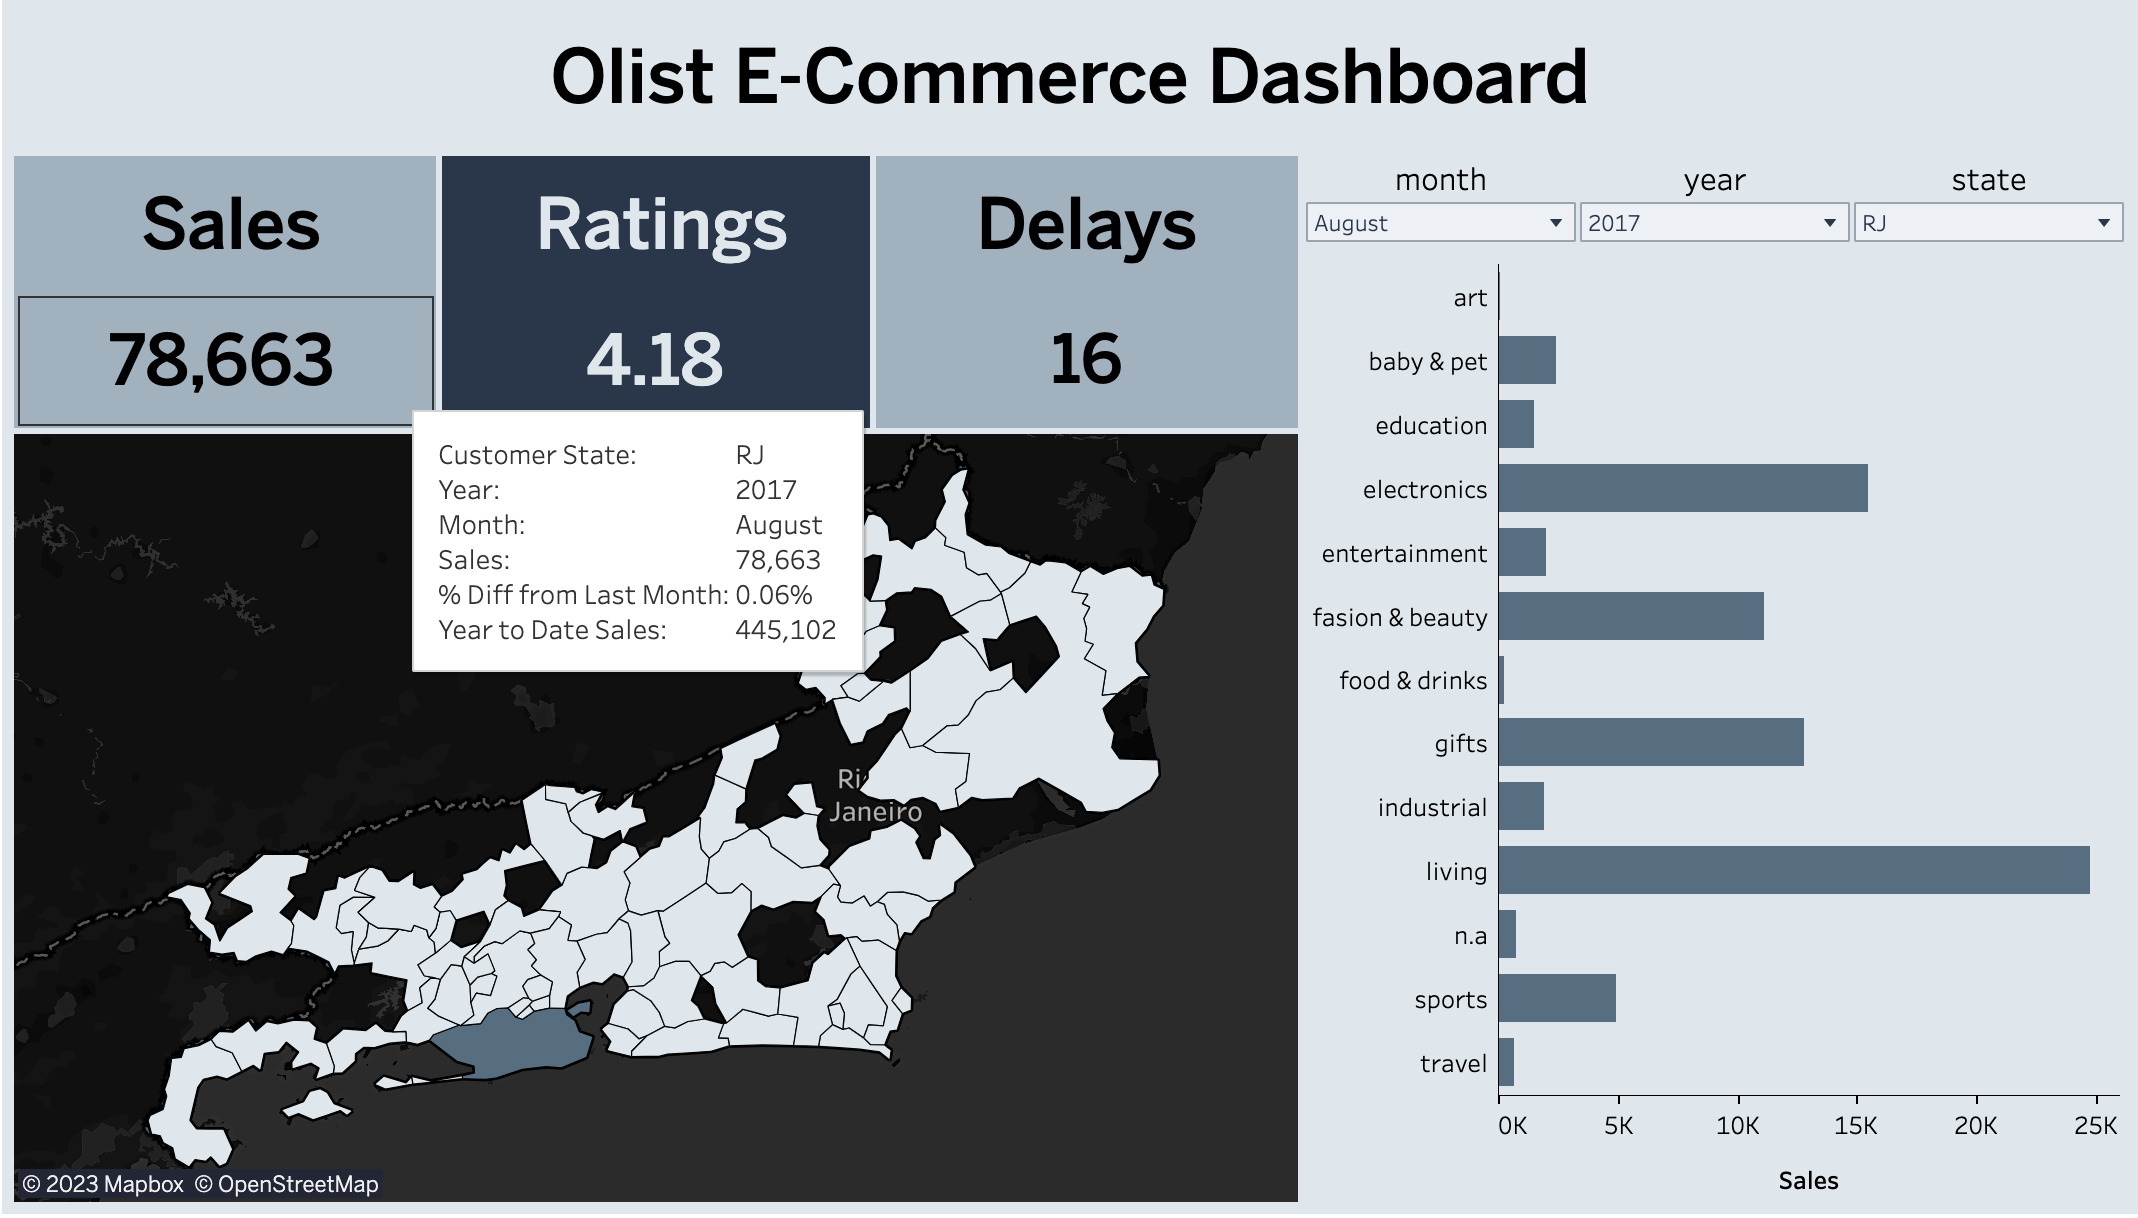 Olist E-Commerce Dashboard
Sales
78,663
Ratings
4.18
Delays
16
month
year
state
August
2017
RJ
Customer State: RJ
Year: 2017
Month: August
Sales: 78,663
% Diff from Last Month: 0.06%
Year to Date Sales: 445,102
Janeiro
© 2023 Mapbox © OpenStreetMap
art
baby & pet
education
electronics
entertainment
fasion & beauty
food & drinks
gifts
industrial
living
n.a
sports
travel
0K 5K 10K 15K 20K 25K
Sales